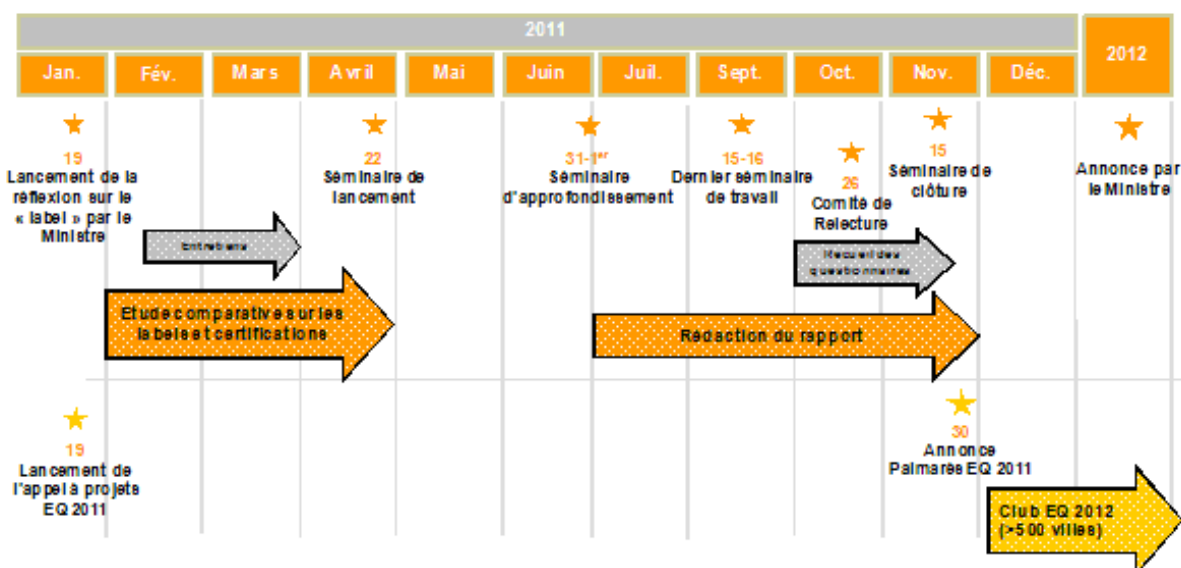 2011
2012
Jan.
Fév.
Mars
Avril
Mai
Juin
Juil.
Sept.
Oct.
Nov.
Déc.
19
Lancement de la
réflexion sur le
« label » par le
Ministre
22
Séminaire de
lancement
31-1er
Séminaire
d'approfondissement
15-16
Dernier séminaire
de travail
26
Comité de
Relecture
15
Séminaire de
clôture
Annonce par
le Ministre
Entretiens
Recueil des
questionnaires
Etude comparative sur les
labels et certifications
Rédaction du rapport
19
Lancement de
l'appel à projets
EQ 2011
30
Annonce
Palmarès EQ 2011
Club EQ 2012
(>500 villes)